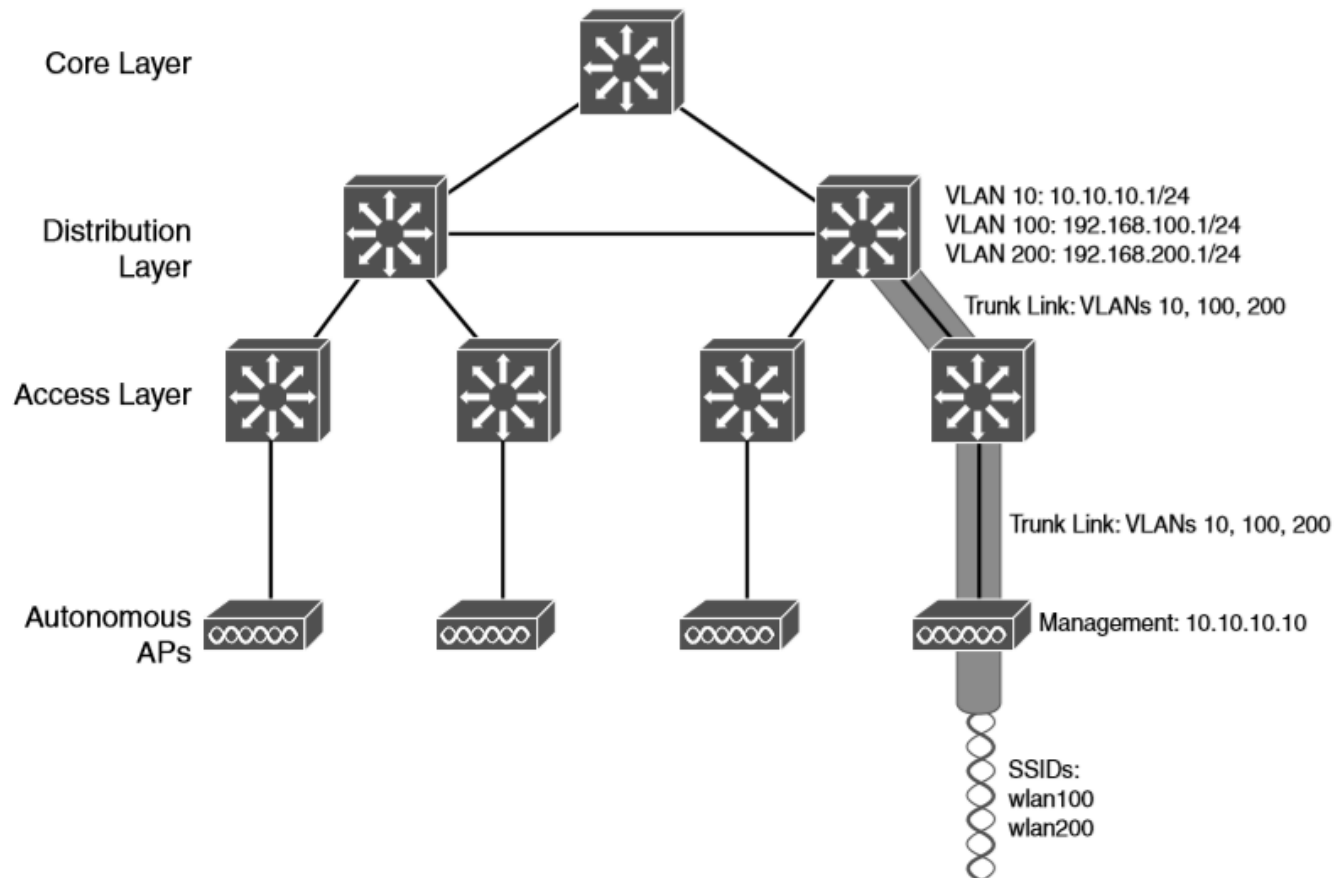 Core Layer
Distribution
Layer
VLAN 10: 10.10.10.1/24
VLAN 100: 192.168.100.1/24
VLAN 200: 192.168.200.1/24
Trunk Link: VLANs 10, 100, 200
Access Layer
Trunk Link: VLANs 10, 100, 200
Autonomous
APs
Management: 10.10.10.10
SSIDs:
wlan100
wlan200